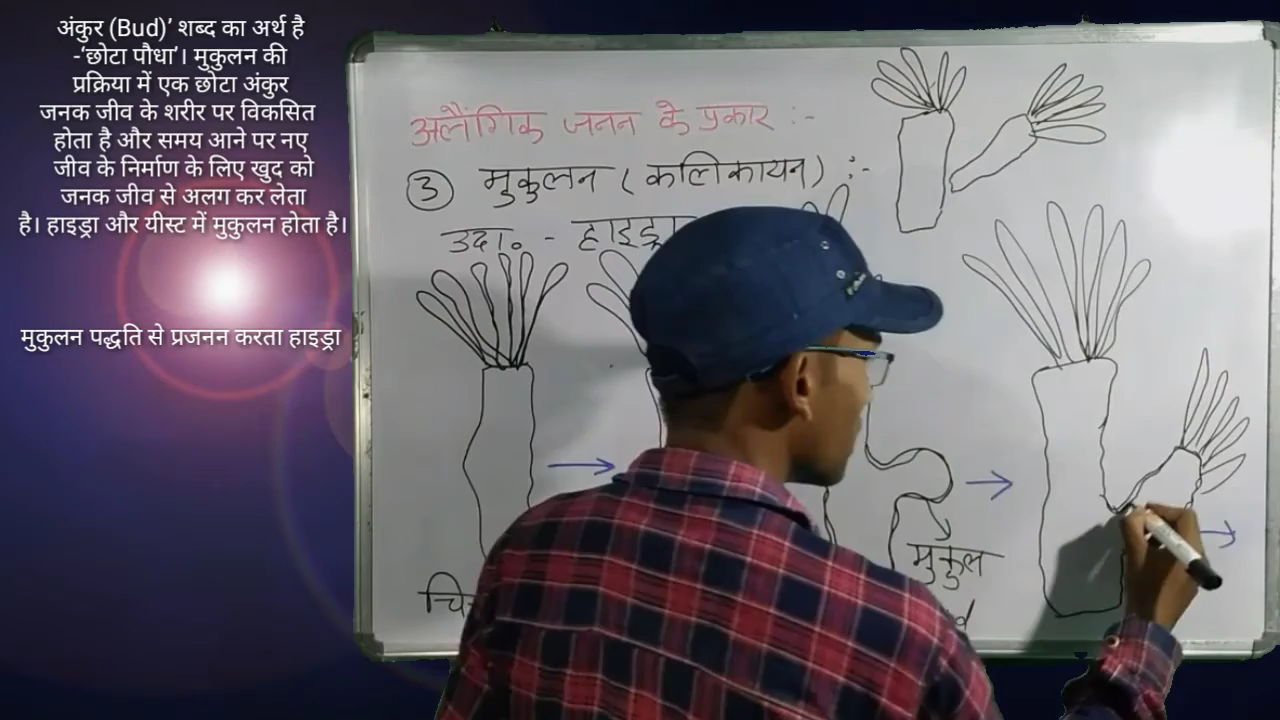 अंकुर (Bud)’ शब्द का अर्थ है
-‘छोटा पौधा’। मुकुलन की
प्रक्रिया में एक छोटा अंकुर
जनक जीव के शरीर पर विकसित
होता है और समय आने पर नए
जीव के निर्माण के लिए खुद को
जनक जीव से अलग कर लेता
है। हाइड्रा और यीस्ट में मुकुलन होता है।
मुकुलन पद्धति से प्रजनन करता हाइड्रा
अलैंगिक जनन के प्रकार :-
③ मुकुलन (कलिकायन) :-
उदा० - हाइड्रा
मुकुल